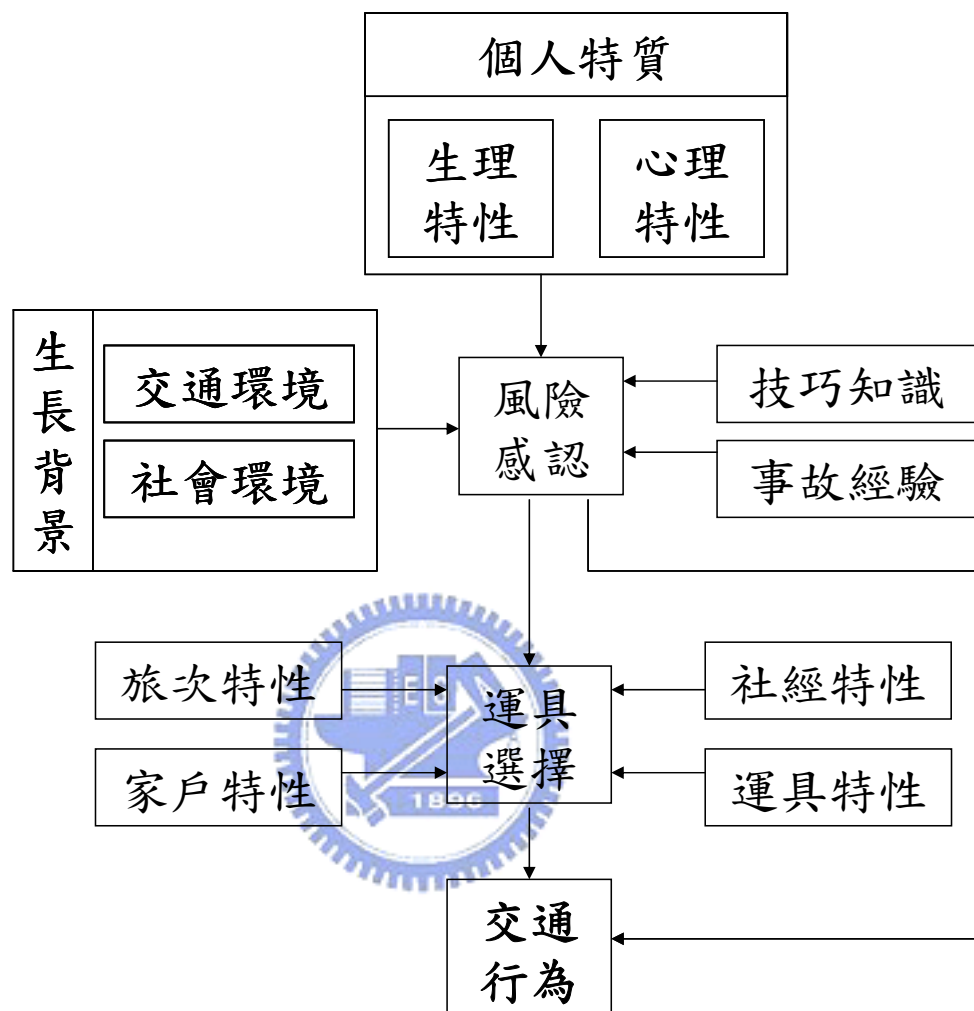 個人特質
生理
特性
心理
特性
生
長
背
景
交通環境
社會環境
風險
感認
技巧知識
事故經驗
旅次特性
家戶特性
運具
選擇
社經特性
運具特性
1896
交通
行為